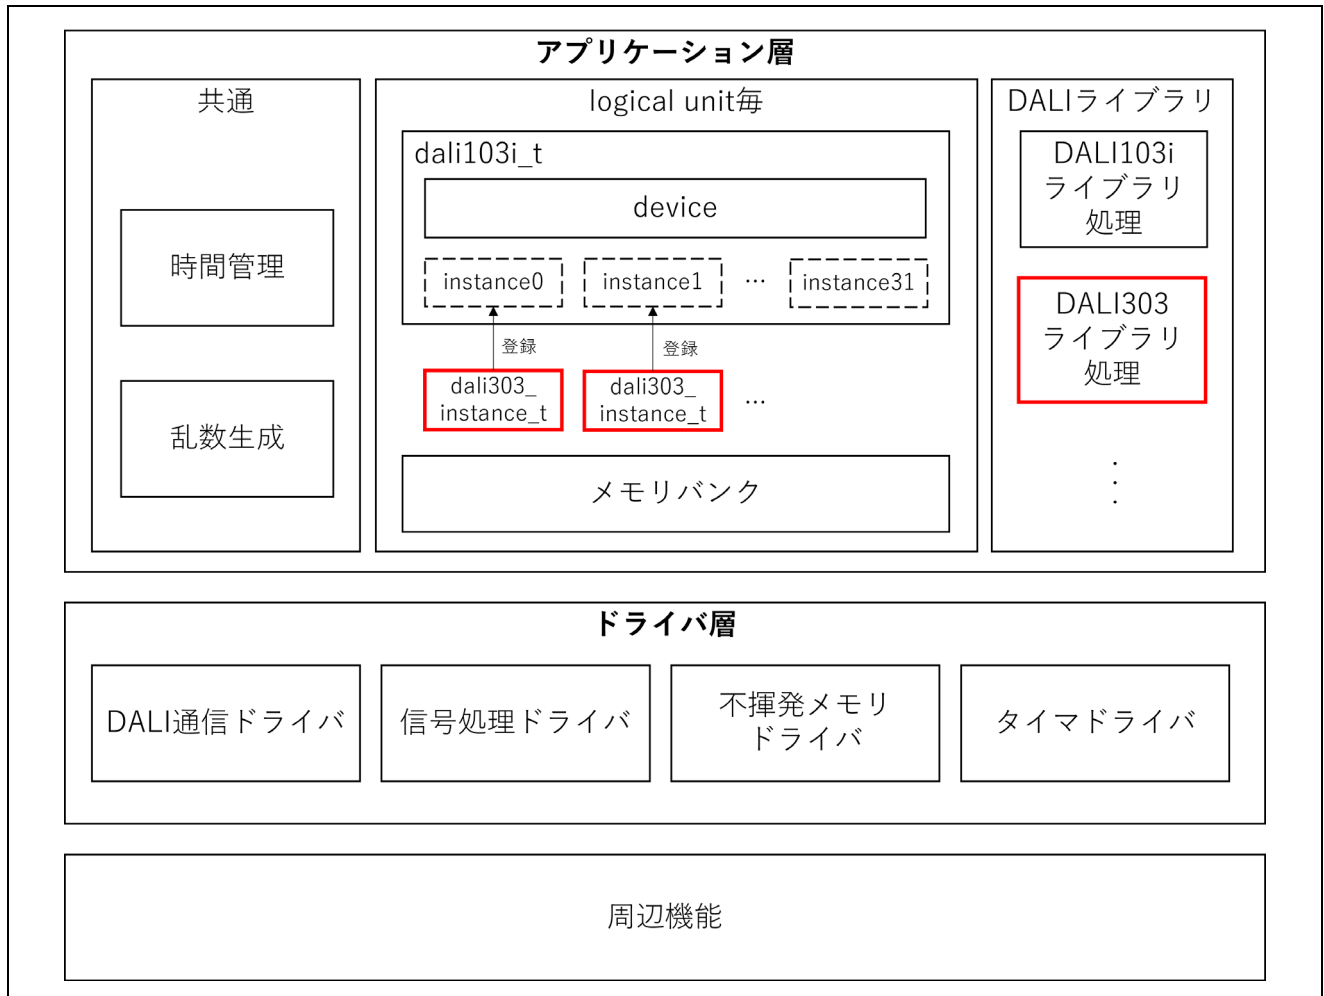 アプリケーション層
共通
時間管理
乱数生成
logical unit毎
dali103i_t
device
instance0
instance1
…
instance31
登録
登録
dali303_
instance_t
dali303_
instance_t
…
メモリバンク
DALIライブラリ
DALI103i
ライブラリ
処理
DALI303
ライブラリ
処理
⋮
ドライバ層
DALI通信ドライバ
信号処理ドライバ
不揮発メモリ
ドライバ
タイマドライバ
周辺機能